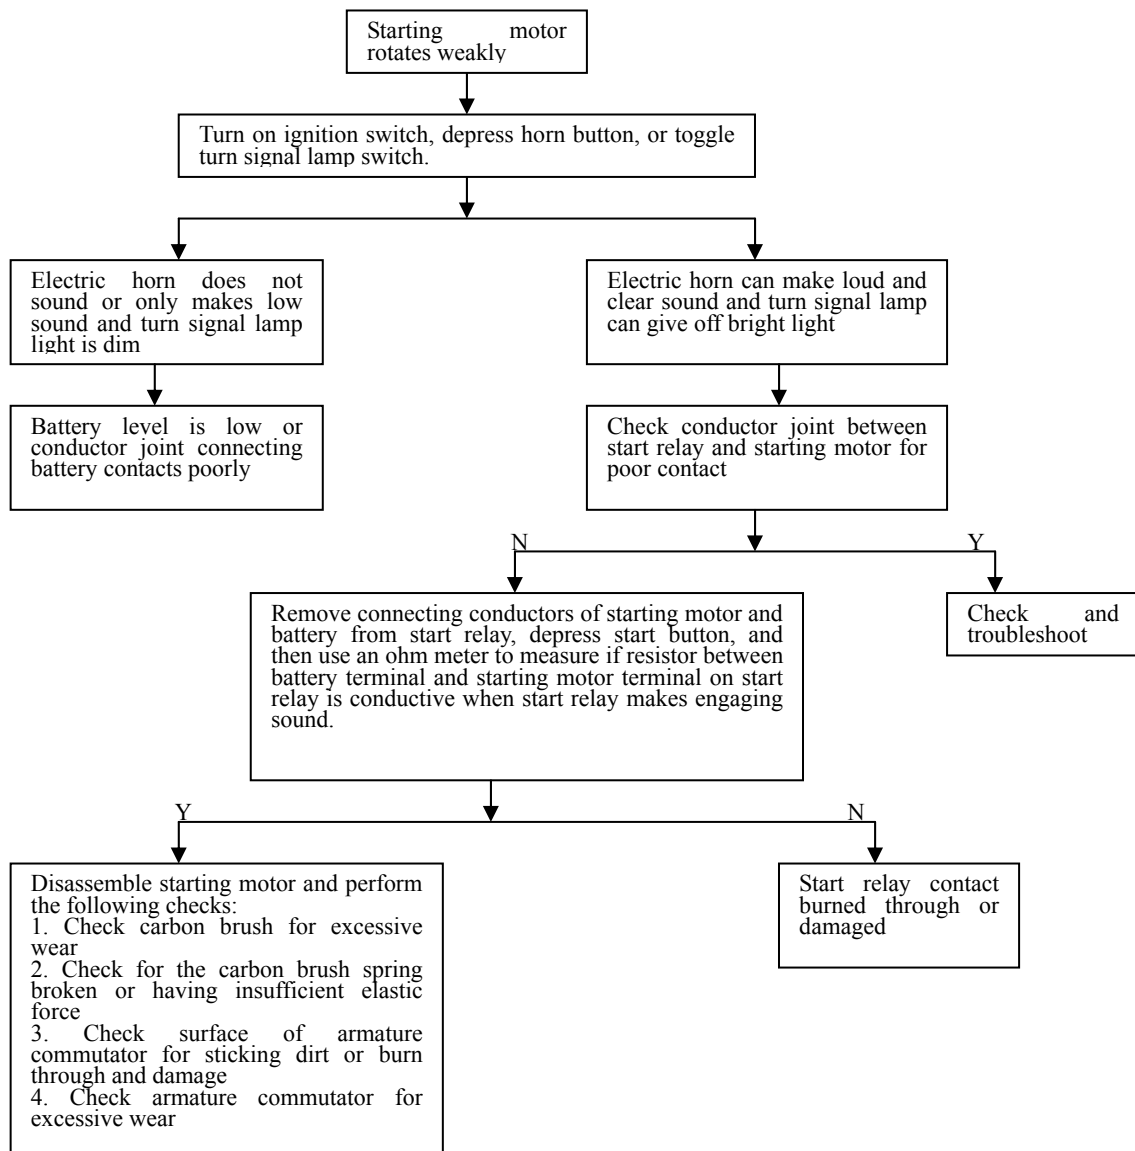 Starting motor
rotates weakly
Turn on ignition switch, depress horn button, or toggle
turn signal lamp switch.
Electric horn does not
sound or only makes low
sound and turn signal lamp
light is dim
Electric horn can make loud and
clear sound and turn signal lamp
can give off bright light
Battery level is low or
conductor joint connecting
battery contacts poorly
Check conductor joint between
start relay and starting motor for
poor contact
N
Y
Remove connecting conductors of starting motor and
battery from start relay, depress start button, and
then use an ohm meter to measure if resistor between
battery terminal and starting motor terminal on start
relay is conductive when start relay makes engaging
sound.
Check and
troubleshoot
Y
N
Disassemble starting motor and perform
the following checks:
1. Check carbon brush for excessive
wear
2. Check for the carbon brush spring
broken or having insufficient elastic
force
3. Check surface of armature
commutator for sticking dirt or burn
through and damage
4. Check armature commutator for
excessive wear
Start relay contact
burned through or
damaged